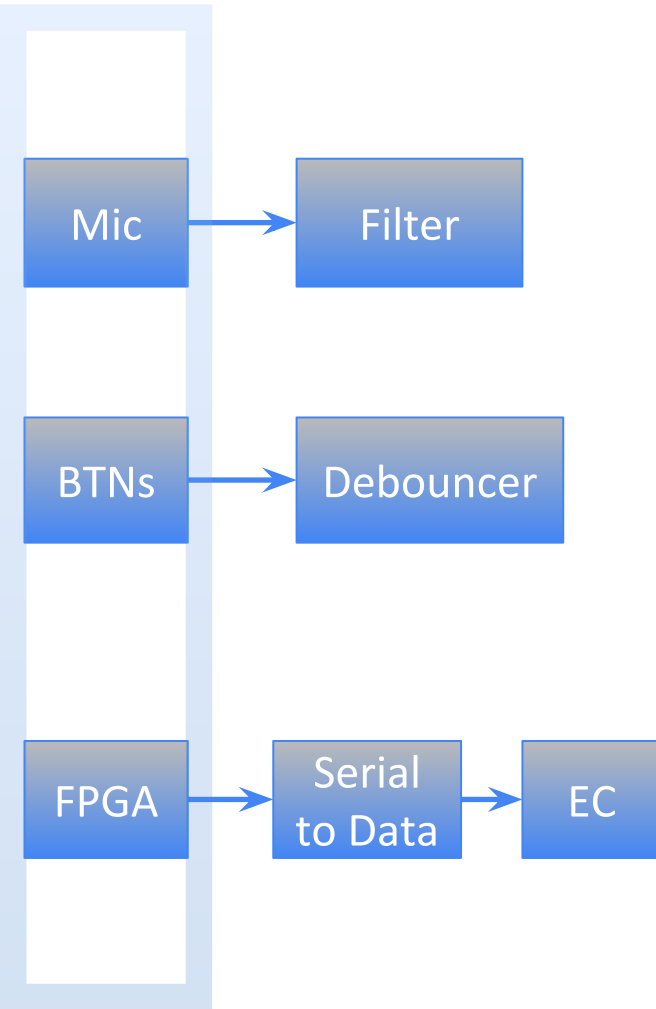 Mic
Filter
BTNs
Debouncer
FPGA
Serial
to Data
EC